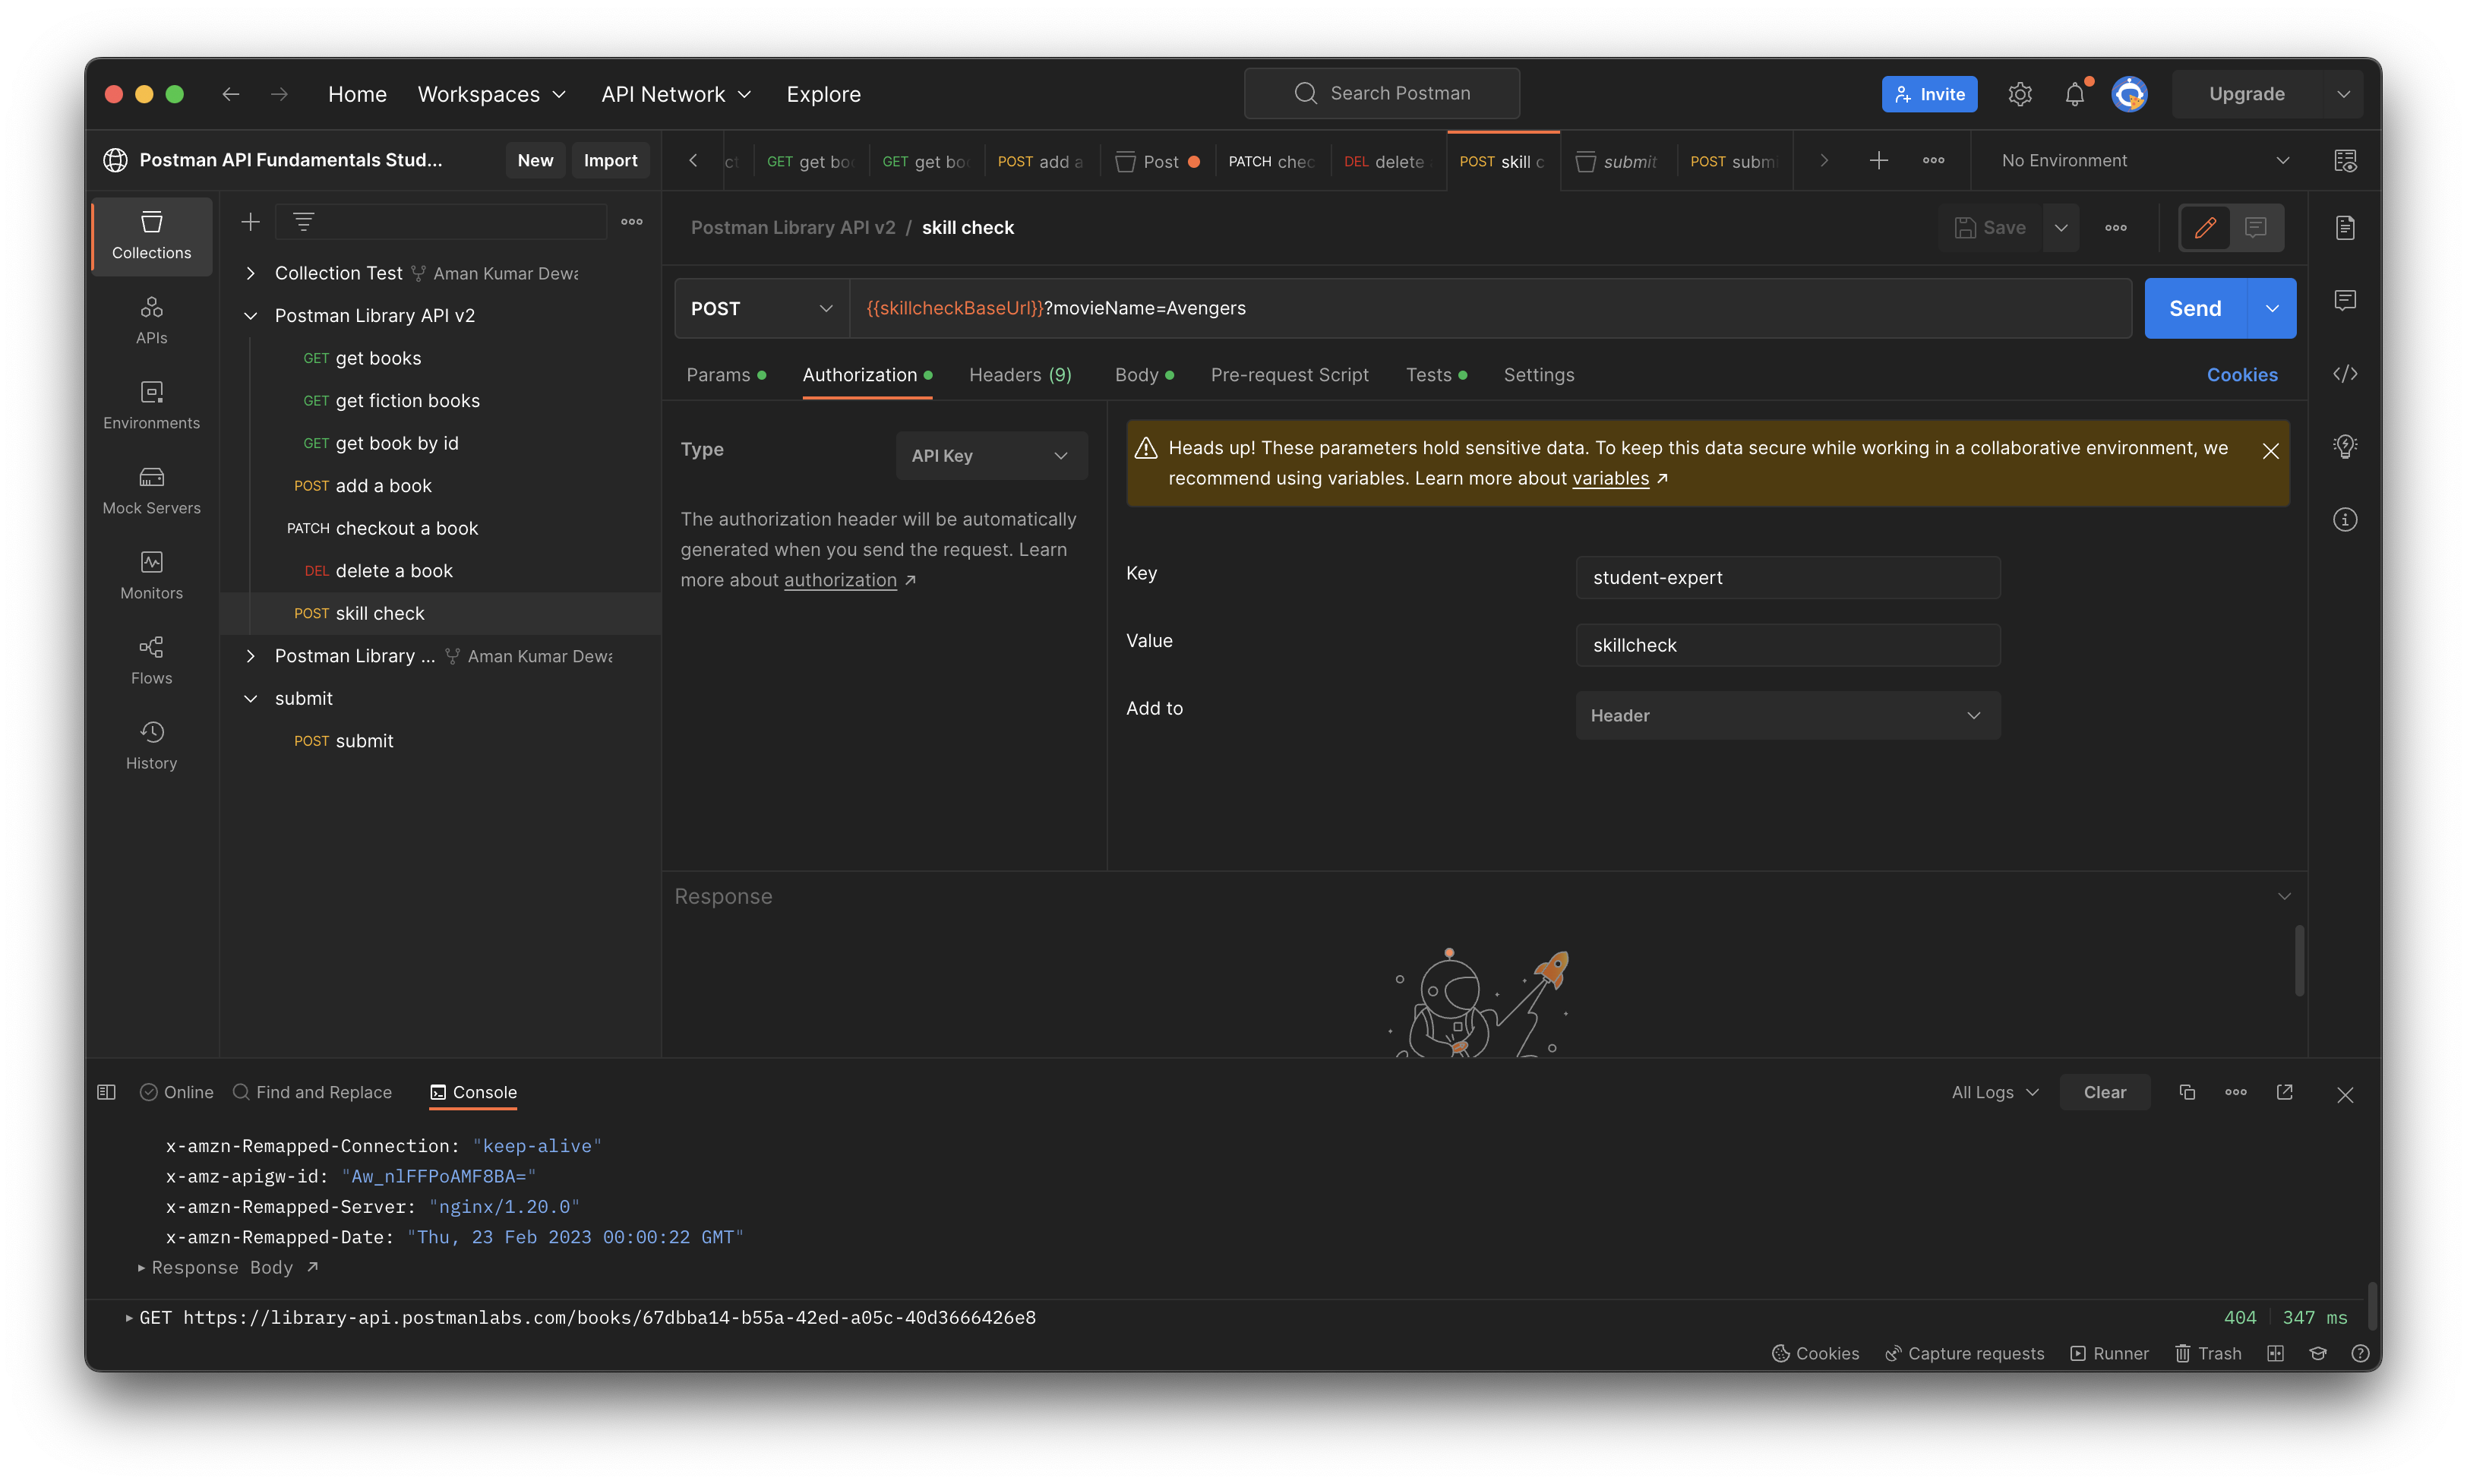 Home Workspaces API Network Explore
Search Postman
Invite
Upgrade
Postman API Fundamentals Stud...
New Import
GET get boo GET get boo POST add a Post PATCH chec DEL delete POST skill c submit POST subm
No Environment
Collections
APIs
Environments
Mock Servers
Monitors
Flows
History
Collection Test Aman Kumar Dewa
Postman Library API v2
GET get books
GET get fiction books
GET get book by id
POST add a book
PATCH checkout a book
DEL delete a book
POST skill check
Postman Library ... Aman Kumar Dewa
submit
POST submit
Postman Library API v2 / skill check
Save
POST {{skillcheckBaseUrl}}?movieName=Avengers
Send
Params Authorization Headers (9) Body Pre-request Script Tests Settings
Cookies
Type API Key
The authorization header will be automatically
generated when you send the request. Learn
more about authorization ↗
Heads up! These parameters hold sensitive data. To keep this data secure while working in a collaborative environment, we
recommend using variables. Learn more about variables ↗
Key student-expert
Value skillcheck
Add to Header
Response
Online Find and Replace Console
All Logs Clear
x-amzn-Remapped-Connection: "keep-alive"
x-amz-apigw-id: "Aw_nlFFPoAMF8BA="
x-amzn-Remapped-Server: "nginx/1.20.0"
x-amzn-Remapped-Date: "Thu, 23 Feb 2023 00:00:22 GMT"
Response Body ↗
GET https://library-api.postmanlabs.com/books/67dbba14-b55a-42ed-a05c-40d3666426e8
404 347 ms
Cookies Capture requests Runner Trash